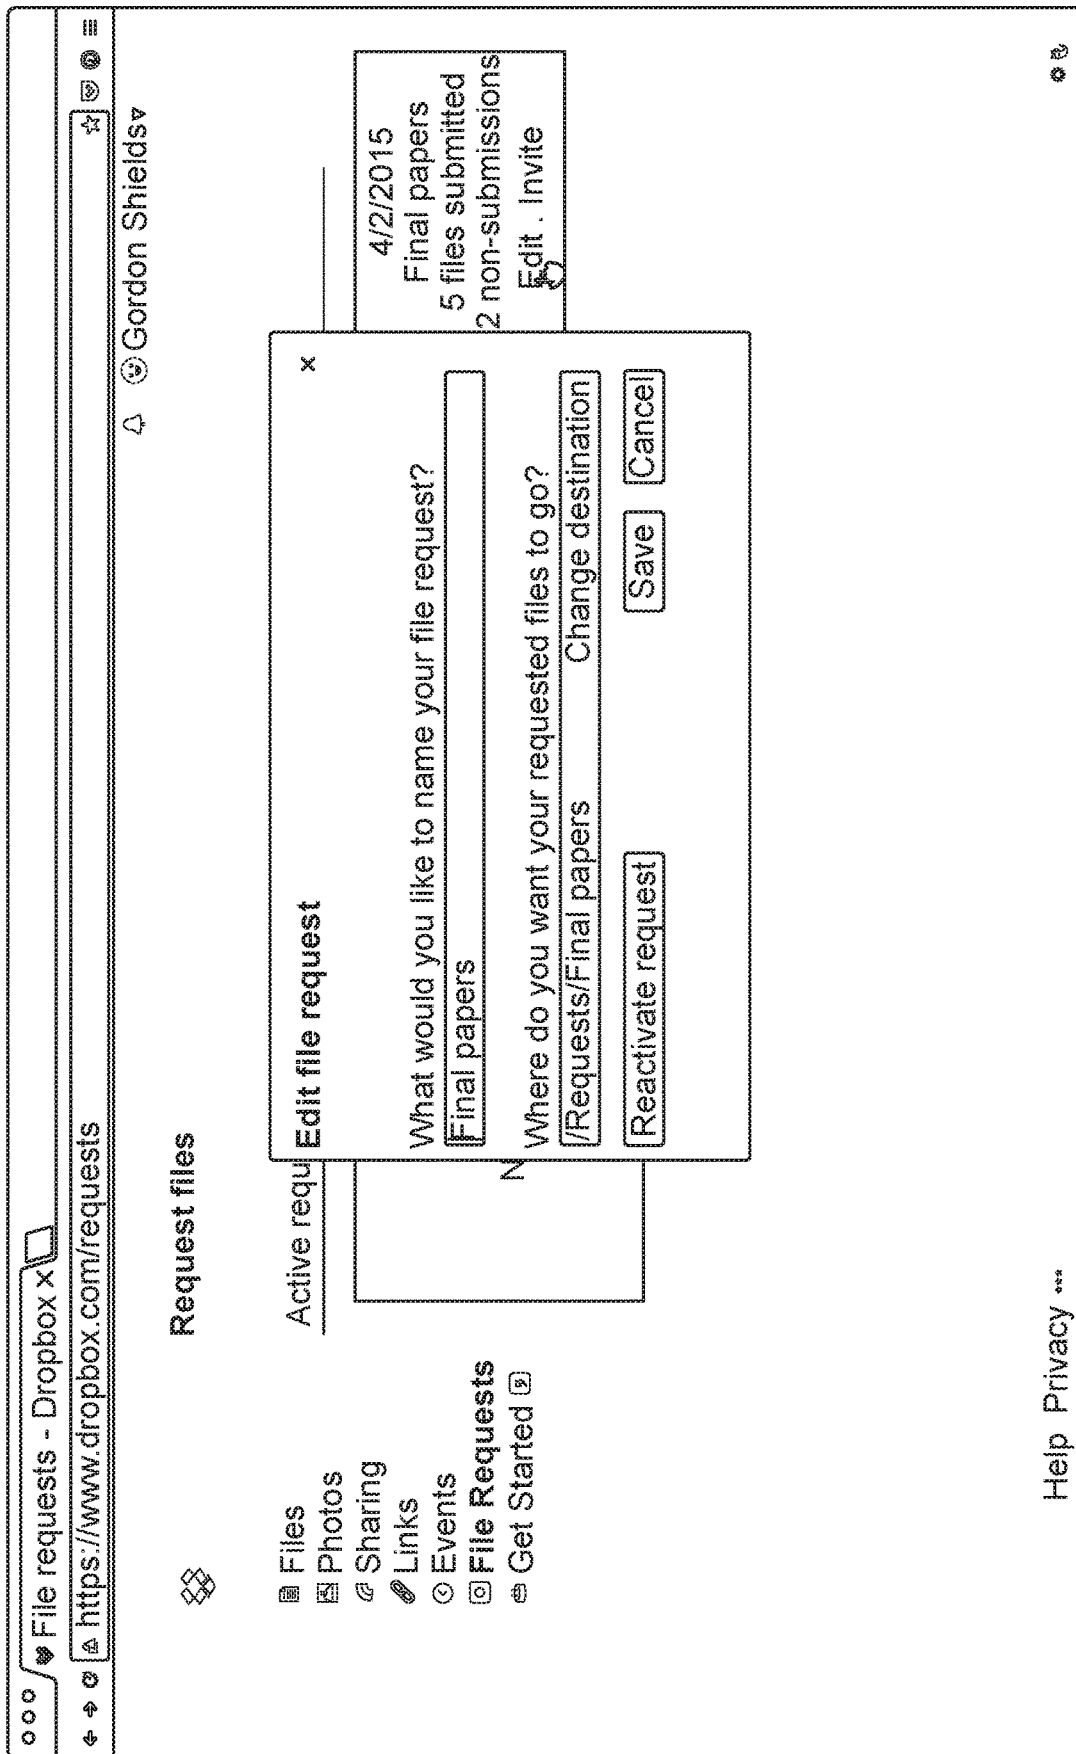 File requests - Dropbox x
https://www.dropbox.com/requests
Gordon Shields
Request files
Files
Photos
Sharing
Links
Events
File Requests
Get Started
Active requ
N
Edit file request x
What would you like to name your file request?
Final papers
Where do you want your requested files to go?
/Requests/Final papers Change destination
Reactivate request Save Cancel
4/2/2015
Final papers
5 files submitted
2 non-submissions
Edit . Invite
Help Privacy •••